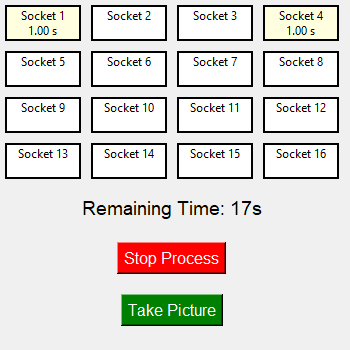 Socket 1
1.00 s
Socket 2
Socket 3
Socket 4
1.00 s
Socket 5
Socket 6
Socket 7
Socket 8
Socket 9
Socket 10
Socket 11
Socket 12
Socket 13
Socket 14
Socket 15
Socket 16
Remaining Time: 17s
Stop Process
Take Picture